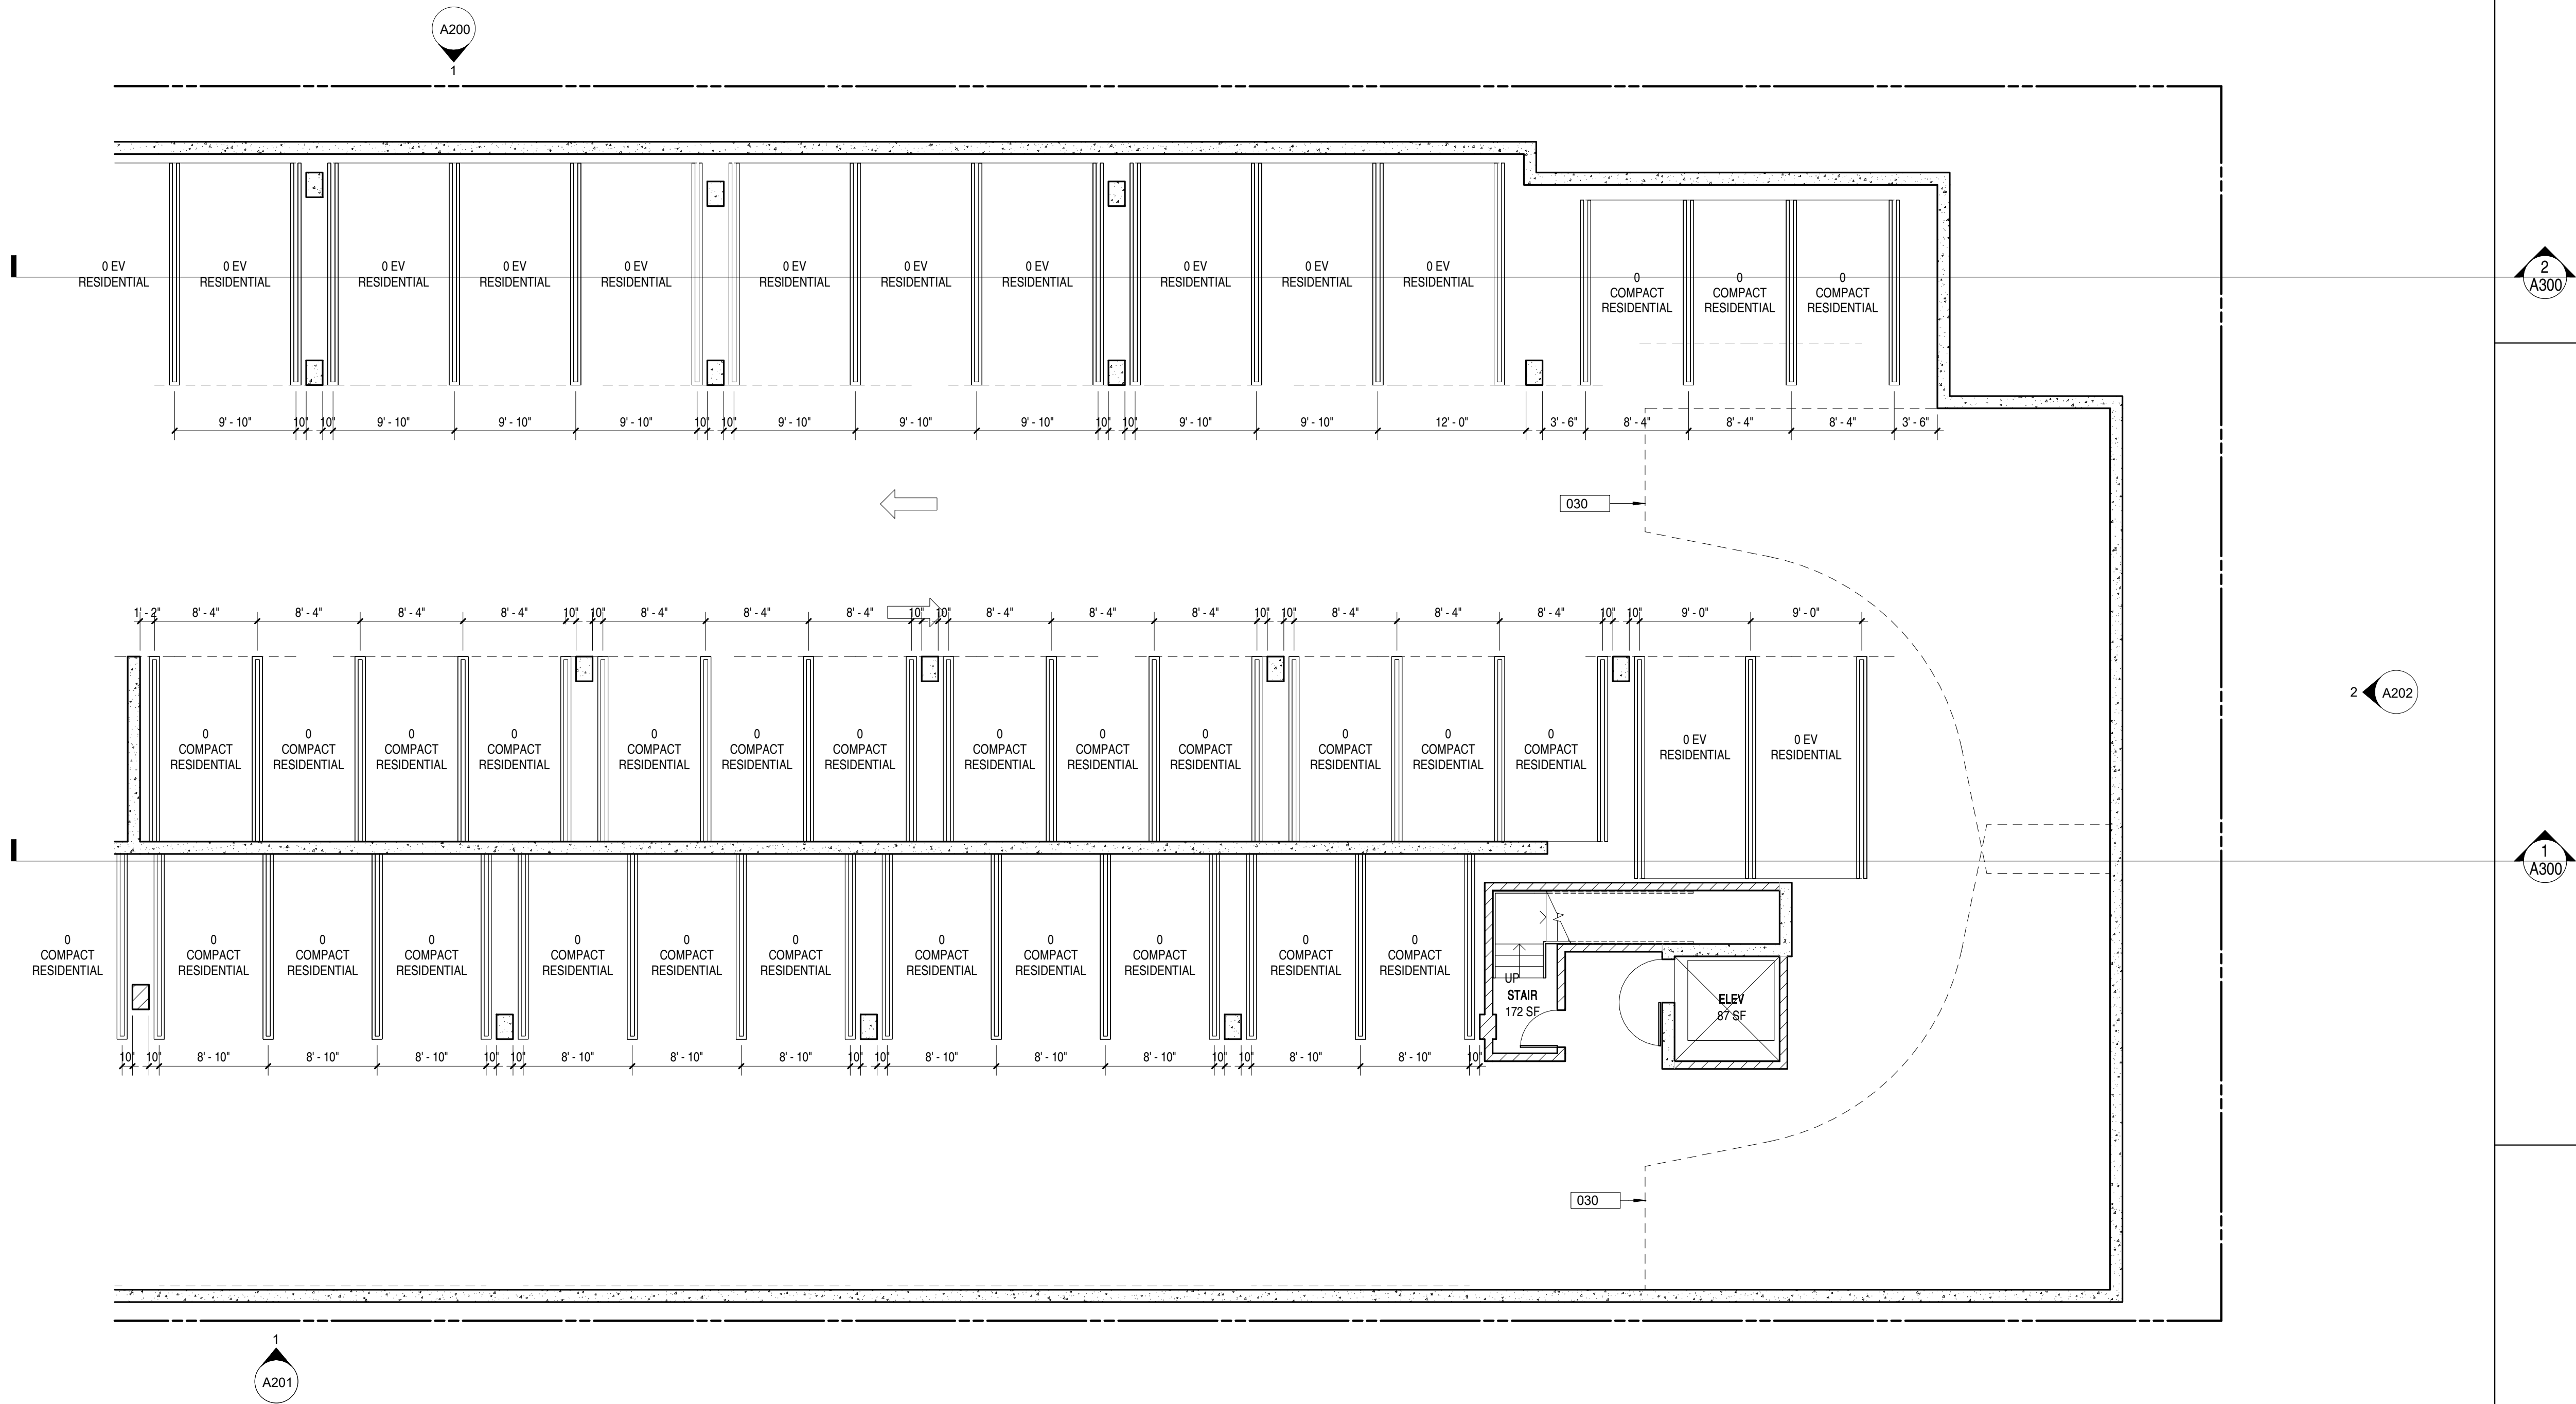 A200
1
0 EV
RESIDENTIAL
0 EV
RESIDENTIAL
0 EV
RESIDENTIAL
0 EV
RESIDENTIAL
0 EV
RESIDENTIAL
0 EV
RESIDENTIAL
0 EV
RESIDENTIAL
0 EV
RESIDENTIAL
0 EV
RESIDENTIAL
0 EV
RESIDENTIAL
0 EV
RESIDENTIAL
0
COMPACT
RESIDENTIAL
0
COMPACT
RESIDENTIAL
0
COMPACT
RESIDENTIAL
2
A300
9' - 10" 10" 10" 9' - 10" 9' - 10" 9' - 10" 10" 10" 9' - 10" 9' - 10" 9' - 10" 10" 10" 9' - 10" 9' - 10" 12' - 0" 3' - 6" 8' - 4" 8' - 4" 8' - 4" 3' - 6"
030
1' - 2" 8' - 4" 8' - 4" 8' - 4" 8' - 4" 10" 10" 8' - 4" 8' - 4" 8' - 4" 10" 10" 8' - 4" 8' - 4" 8' - 4" 10" 10" 8' - 4" 8' - 4" 8' - 4" 10" 10" 9' - 0" 9' - 0"
2 A202
0
COMPACT
RESIDENTIAL
0
COMPACT
RESIDENTIAL
0
COMPACT
RESIDENTIAL
0
COMPACT
RESIDENTIAL
0
COMPACT
RESIDENTIAL
0
COMPACT
RESIDENTIAL
0
COMPACT
RESIDENTIAL
0
COMPACT
RESIDENTIAL
0
COMPACT
RESIDENTIAL
0
COMPACT
RESIDENTIAL
0
COMPACT
RESIDENTIAL
0
COMPACT
RESIDENTIAL
0
COMPACT
RESIDENTIAL
0 EV
RESIDENTIAL
0 EV
RESIDENTIAL
1
A300
0
COMPACT
RESIDENTIAL
0
COMPACT
RESIDENTIAL
0
COMPACT
RESIDENTIAL
0
COMPACT
RESIDENTIAL
0
COMPACT
RESIDENTIAL
0
COMPACT
RESIDENTIAL
0
COMPACT
RESIDENTIAL
0
COMPACT
RESIDENTIAL
0
COMPACT
RESIDENTIAL
0
COMPACT
RESIDENTIAL
0
COMPACT
RESIDENTIAL
0
COMPACT
RESIDENTIAL
UP
STAIR
172 SF
ELEV
87 SF
10" 10" 8' - 10" 8' - 10" 8' - 10" 10" 10" 8' - 10" 8' - 10" 8' - 10" 10" 10" 8' - 10" 8' - 10" 8' - 10" 10" 10" 8' - 10" 8' - 10" 10"
030
1
A201